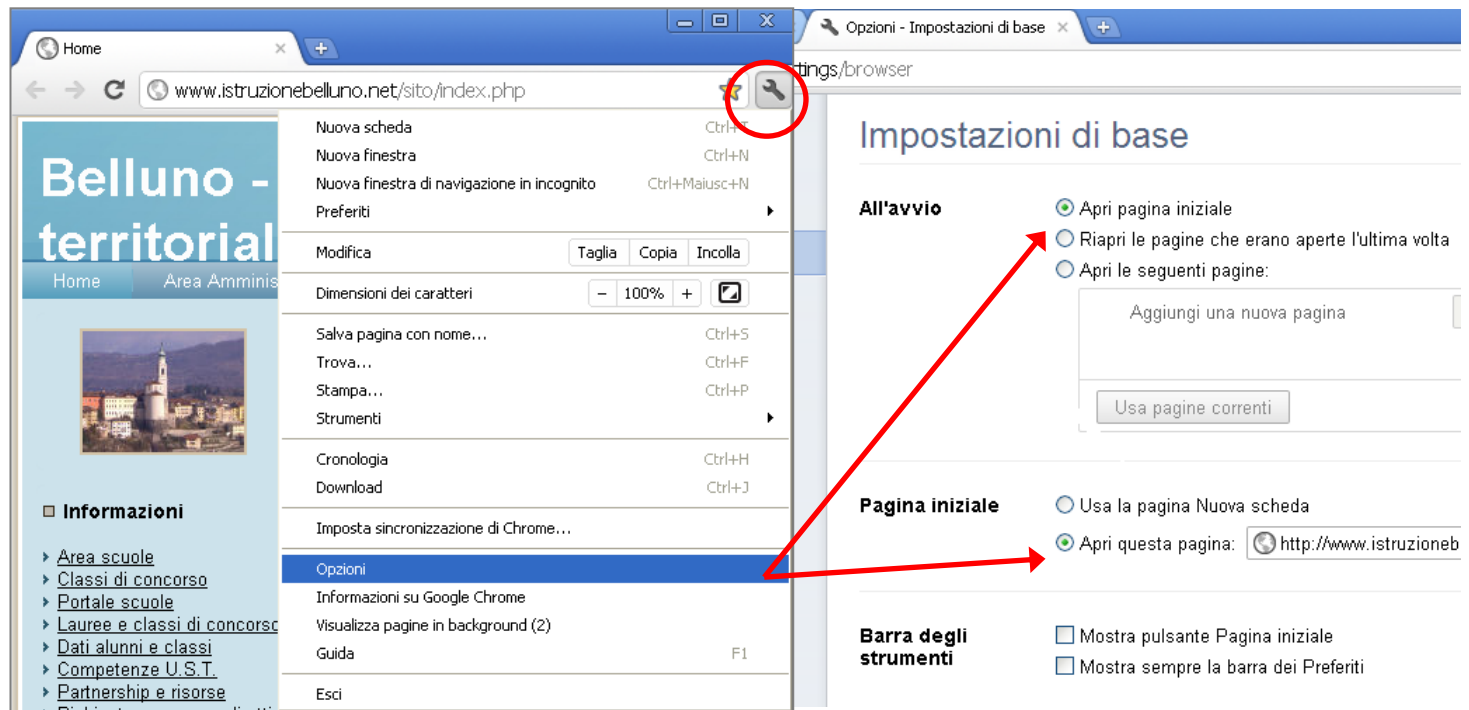 Home
www.istruzionebelluno.net/sito/index.php
Belluno -
territorial
Home Area Amminis
Informazioni
Area scuole
Classi di concorso
Portale scuole
Lauree e classi di concorso
Dati alunni e classi
Competenze U.S.T.
Partnership e risorse
Nuova scheda Ctrl+T
Nuova finestra Ctrl+N
Nuova finestra di navigazione in incognito Ctrl+Maiusc+N
Preferiti
Modifica Taglia Copia Incolla
Dimensioni dei caratteri - 100% +
Salva pagina con nome... Ctrl+S
Trova... Ctrl+F
Stampa... Ctrl+P
Strumenti
Cronologia Ctrl+H
Download Ctrl+J
Imposta sincronizzazione di Chrome...
Opzioni
Informazioni su Google Chrome
Visualizza pagine in background (2)
Guida F1
Esci
Opzioni - Impostazioni di base
tings/browser
Impostazioni di base
All'avvio
Apri pagina iniziale
Riapri le pagine che erano aperte l'ultima volta
Apri le seguenti pagine:
Aggiungi una nuova pagina
Usa pagine correnti
Pagina iniziale
Usa la pagina Nuova scheda
Apri questa pagina: http://www.istruzioneb
Barra degli
strumenti
Mostra pulsante Pagina iniziale
Mostra sempre la barra dei Preferiti